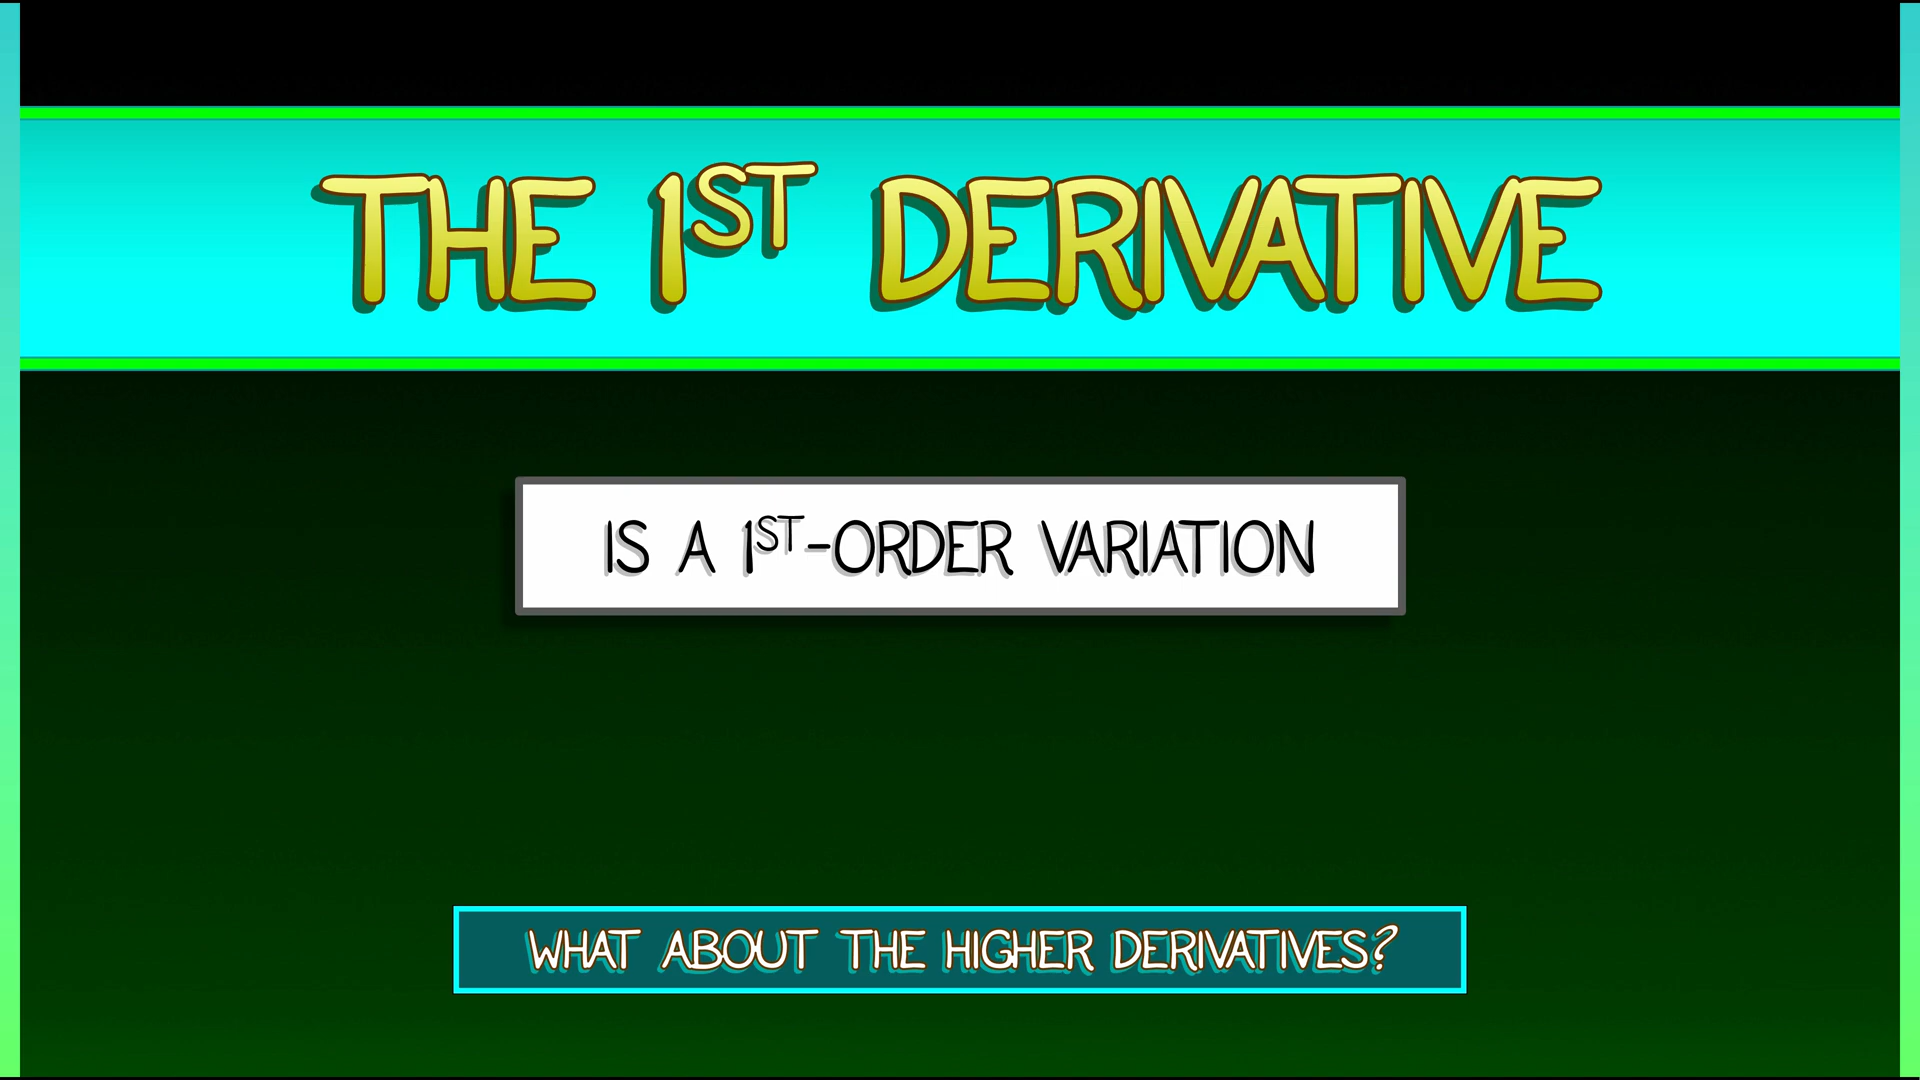 THE 1ST DERIVATIVE
IS A 1ST-ORDER VARIATION
WHAT ABOUT THE HIGHER DERIVATIVES?